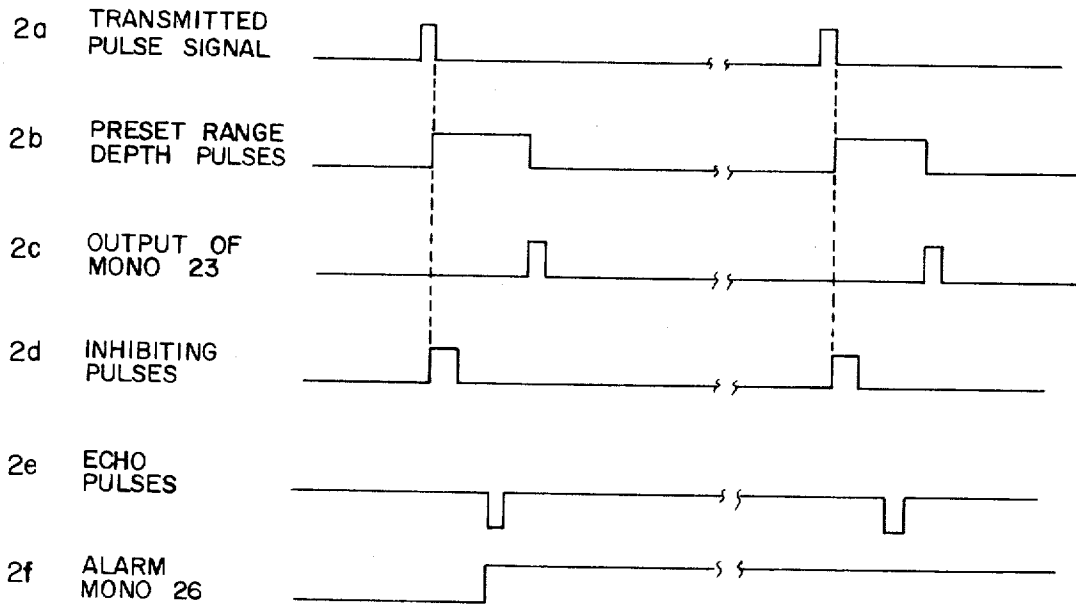 2a TRANSMITTED
PULSE SIGNAL
2b PRESET RANGE
DEPTH PULSES
2c OUTPUT OF
MONO 23
2d INHIBITING
PULSES
2e ECHO
PULSES
2f ALARM
MONO 26